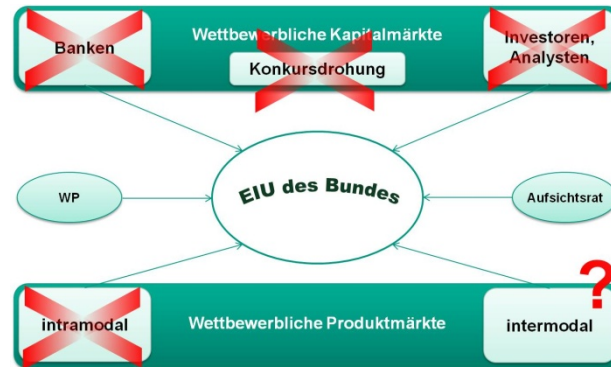 Banken
Wettbewerbliche Kapitalmärkte
Investoren,
Analysten
Konkursdrohung
EIU des Bundes
WP
Aufsichtsrat
?
intramodal
Wettbewerbliche Produktmärkte
intermodal